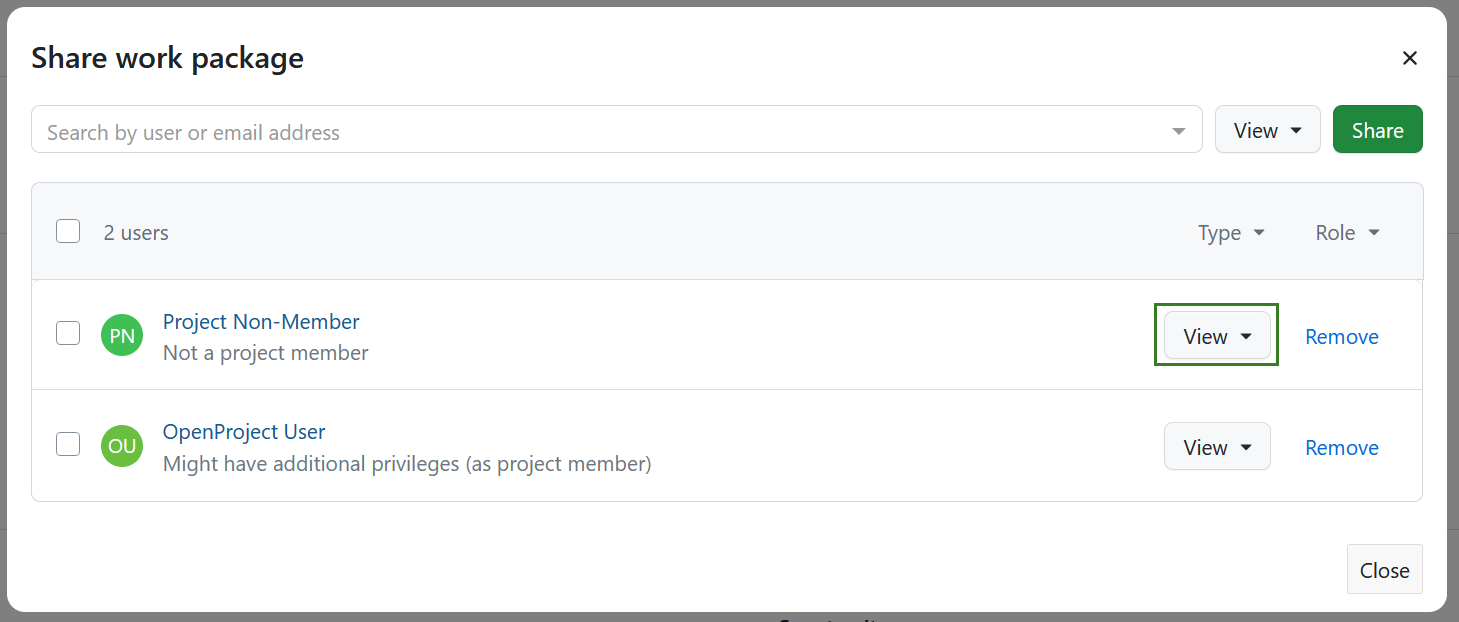 Share work package
Search by user or email address
View
Share
2 users
Type
Role
PN
Project Non-Member
Not a project member
View
Remove
OU
OpenProject User
Might have additional privileges (as project member)
View
Remove
Close